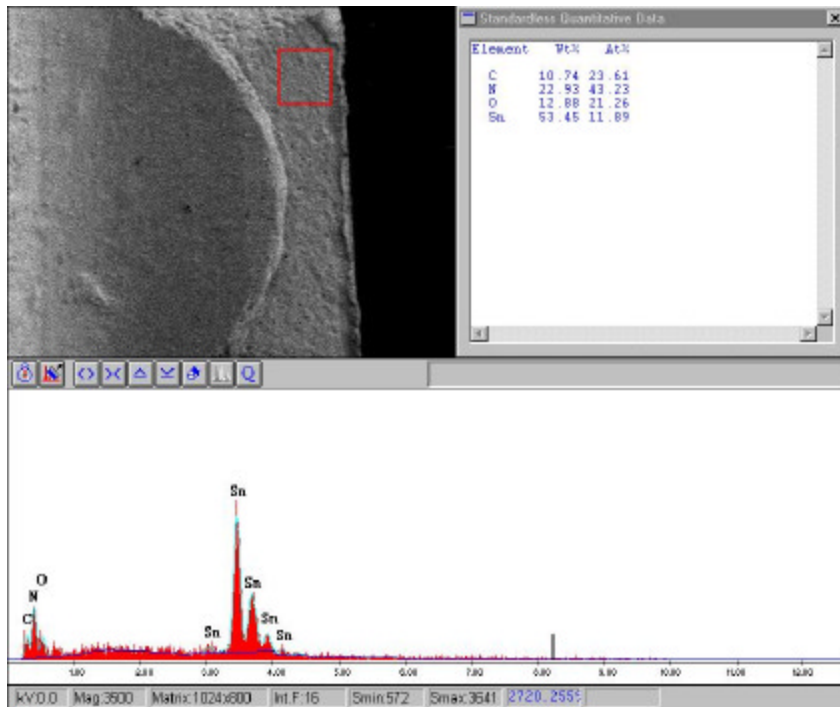 Standardless Quantitative Data
Element Wt% At%
C 10.74 23.61
N 22.93 43.23
O 12.88 21.26
Sn 53.45 11.89
Q
Sn
O
N
C
Sn
Sn
Sn
Sn
1.00 2.00 3.00 4.00 5.00 6.00 7.00 8.00 9.00 10.00 11.00 12.00
kV:0.0 Mag:3500 Matrix:1024x800 Int.F:16 Smin:572 Smax:3641